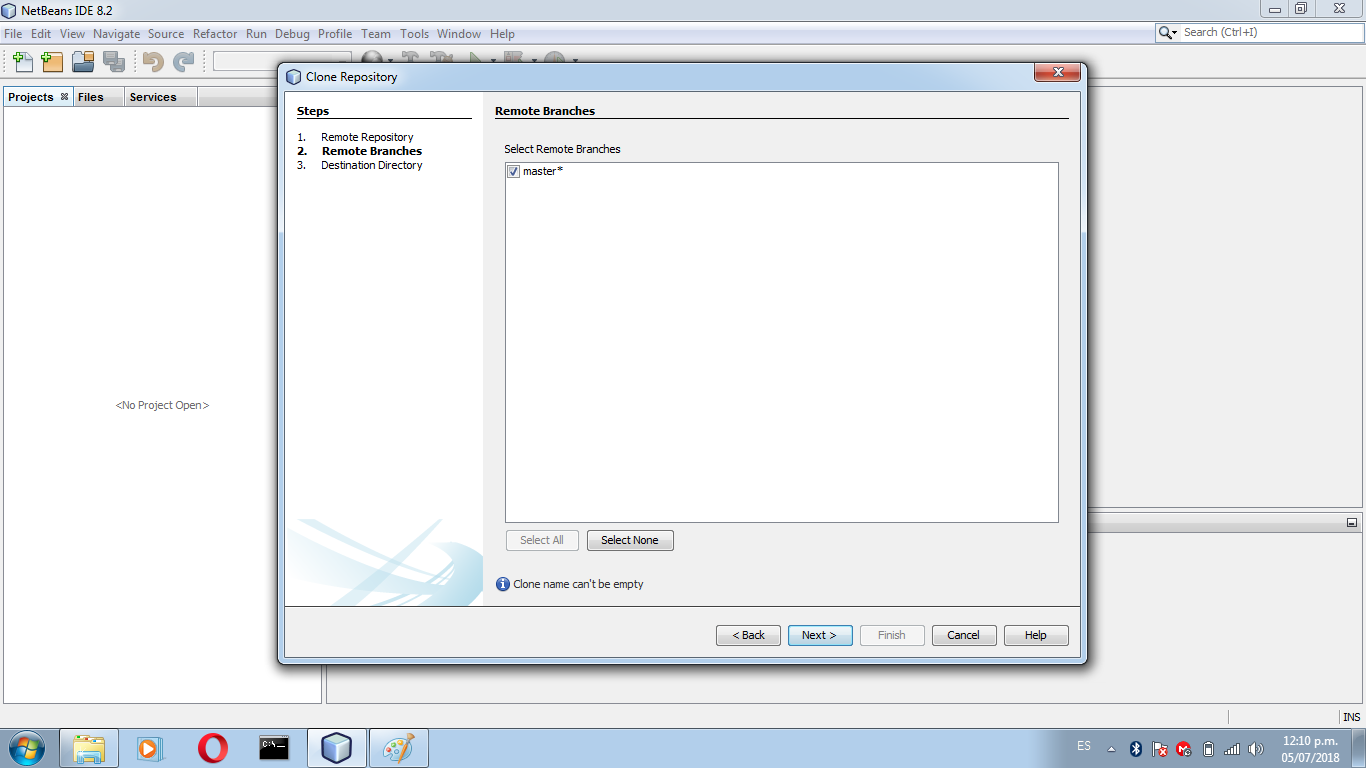 NetBeans IDE 8.2
File Edit View Navigate Source Refactor Run Debug Profile Team Tools Window Help
Search (Ctrl+I)
Clone Repository
Projects Files Services
Steps
1. Remote Repository
2. Remote Branches
3. Destination Directory
Remote Branches
Select Remote Branches
master*
<No Project Open>
Select All Select None
Clone name can't be empty
< Back Next > Finish Cancel Help
INS
C:\
ES
12:10 p.m.
05/07/2018